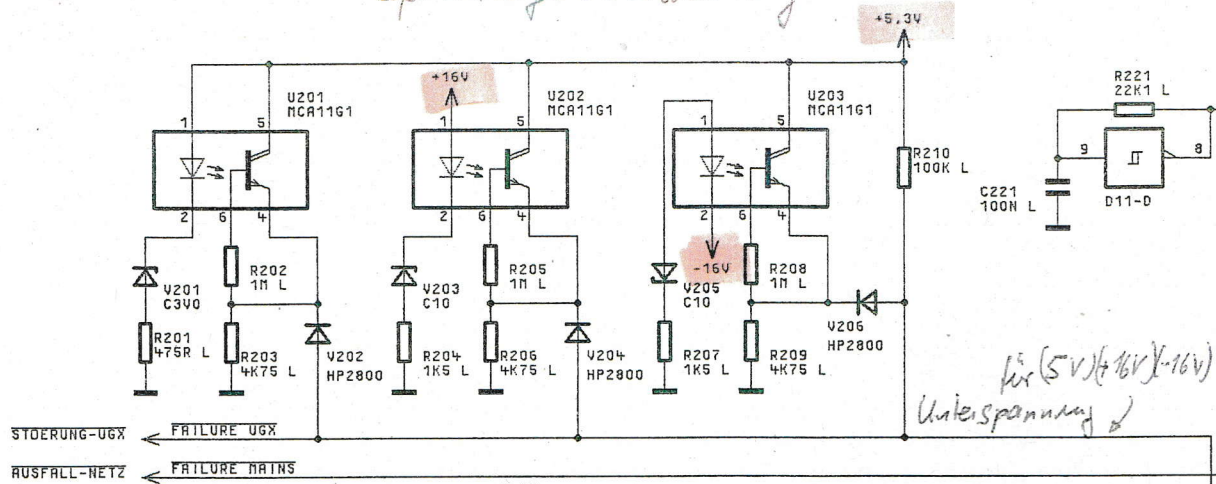 +5.3V
+16V
U201
MCA11G1
U202
MCA11G1
U203
MCA11G1
R221
22K1 L
1 5
1 5
1 5
R210
100K L
9 8
C221
100N L
D11-D
2 6 4
2 6 4
2 6 4
-16V
V201
C3V0
R202
1M L
V203
C10
R205
1M L
V205
C10
R208
1M L
R201
475R L
R203
4K75 L
V202
HP2800
R204
1K5 L
R206
4K75 L
V204
HP2800
R207
1K5 L
R209
4K75 L
V206
HP2800
für (5V)(+16V)(-16V)
Unterspannung
STOERUNG-UGX FAILURE UGX
AUSFALL-NETZ FAILURE MAINS